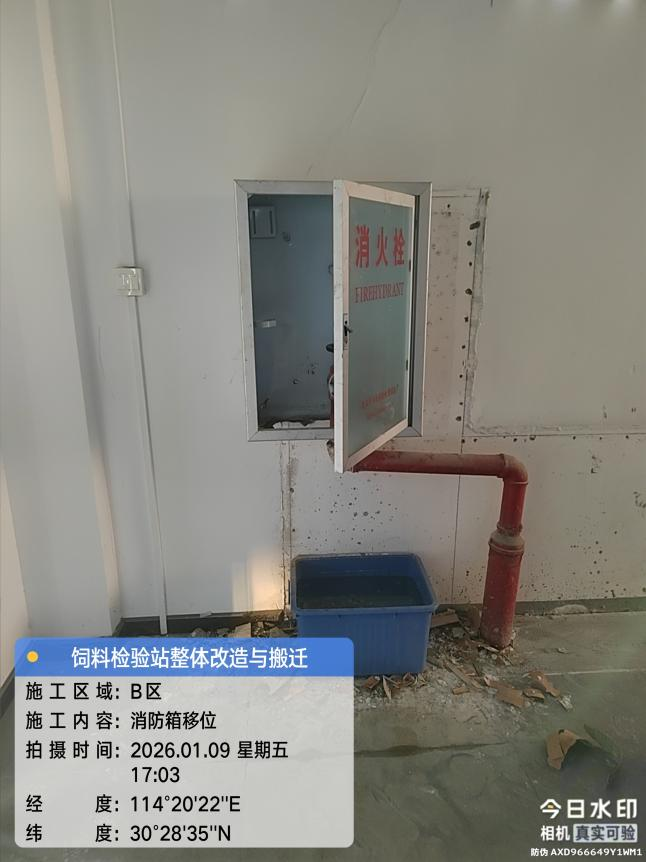 消火栓
FIREHYDRANT
饲料检验站整体改造与搬迁
施工区域：B区
施工内容：消防箱移位
拍摄时间：2026.01.09 星期五
17:03
经度：114°20'22"E
纬度：30°28'35"N
今日水印
相机 真实可验
防伪 AXD966649Y1WM1